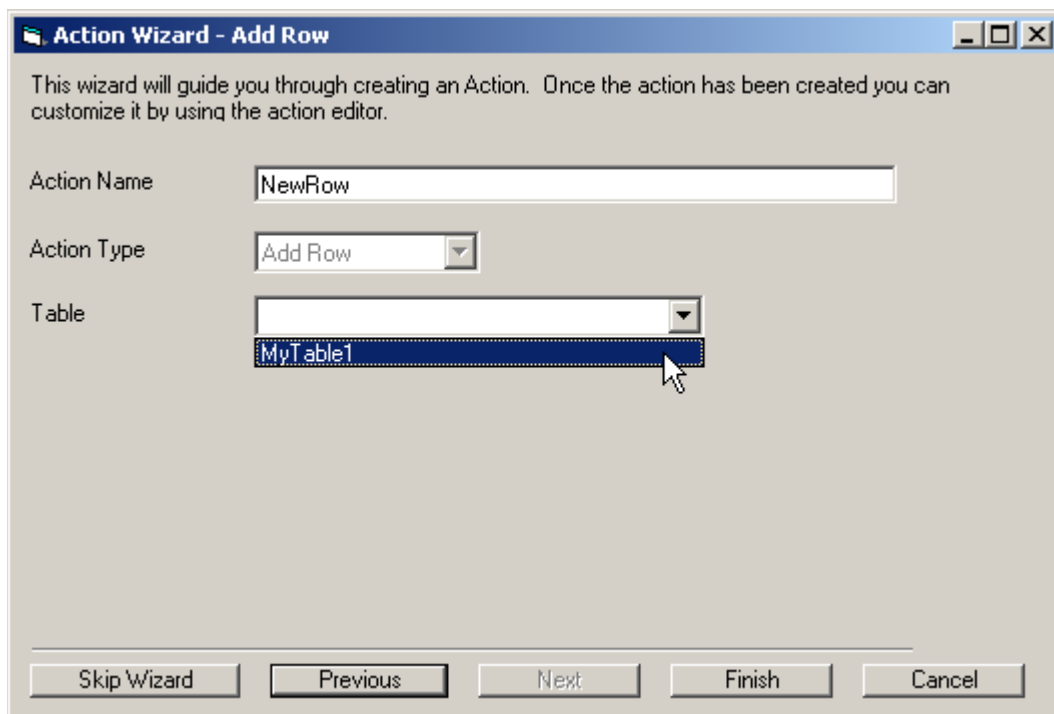 Action Wizard - Add Row
This wizard will guide you through creating an Action.  Once the action has been created you can
customize it by using the action editor.
Action Name
NewRow
Action Type
Add Row
Table
MyTable1
Skip Wizard
Previous
Next
Finish
Cancel